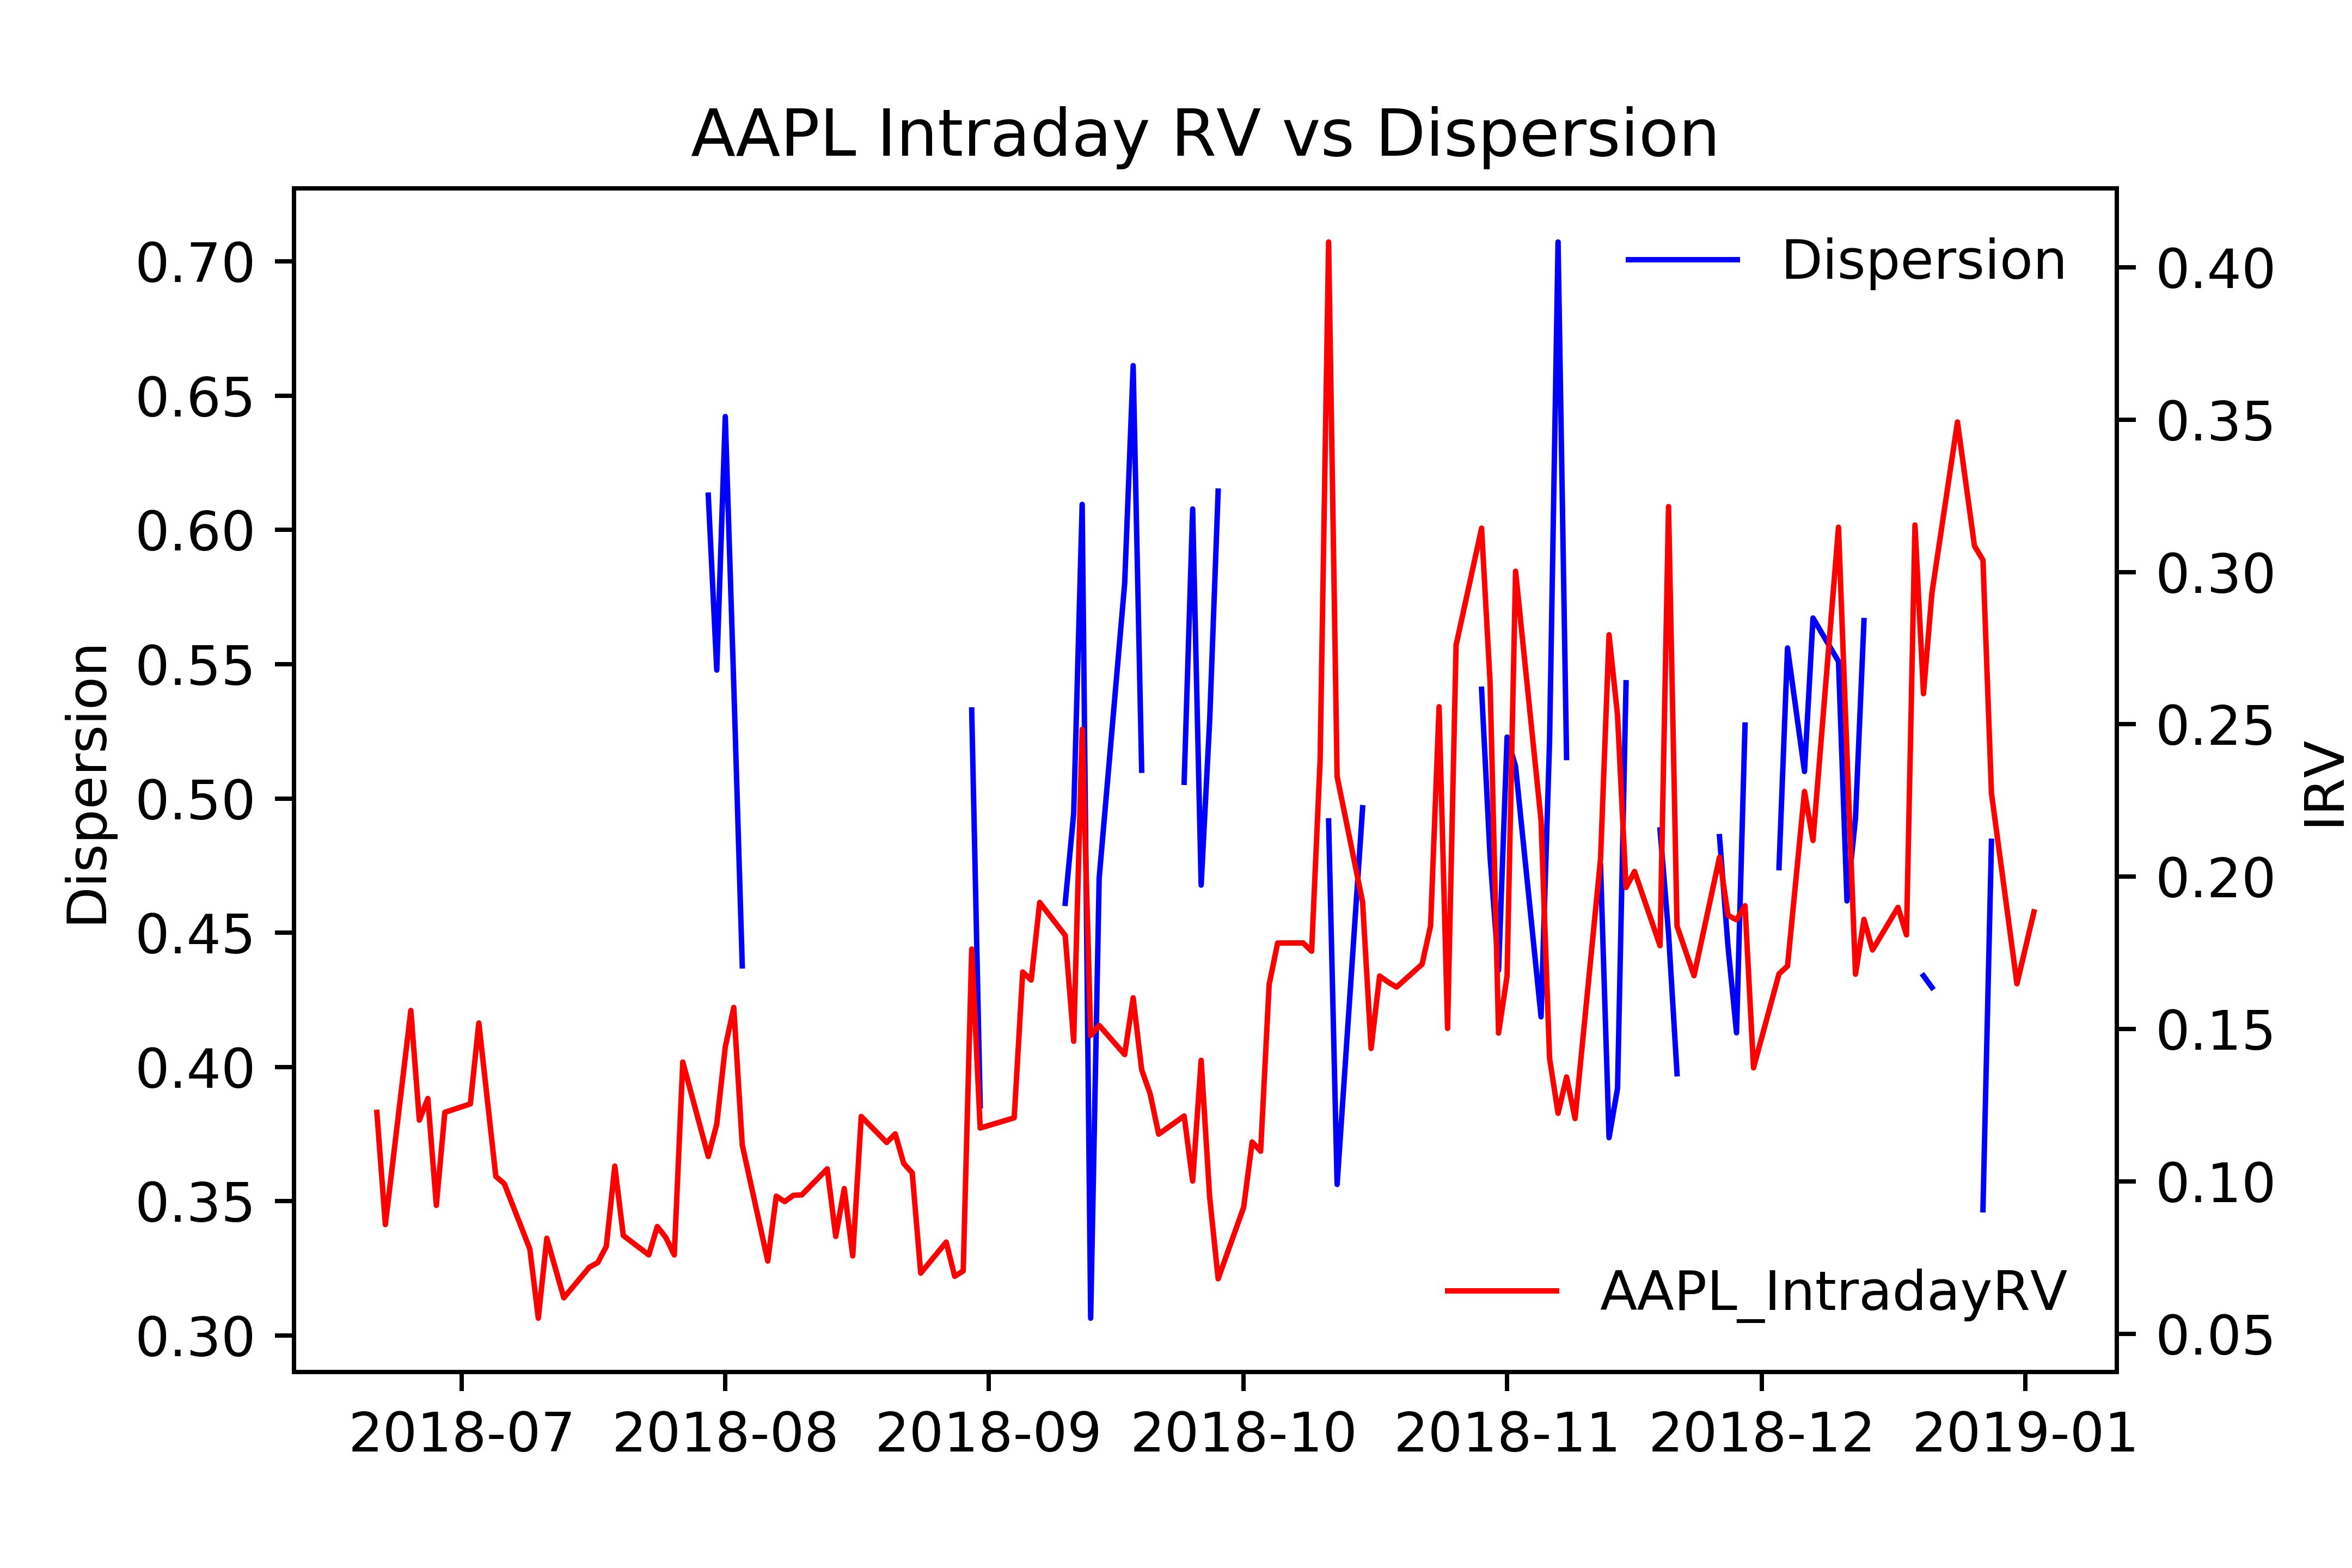 AAPL Intraday RV vs Dispersion
Dispersion
0.70
0.65
0.60
0.55
0.50
0.45
0.40
0.35
0.30
Dispersion
0.40
0.35
0.30
0.25
0.20
0.15
0.10
0.05
IRV
AAPL_IntradayRV
2018-07 2018-08 2018-09 2018-10 2018-11 2018-12 2019-01